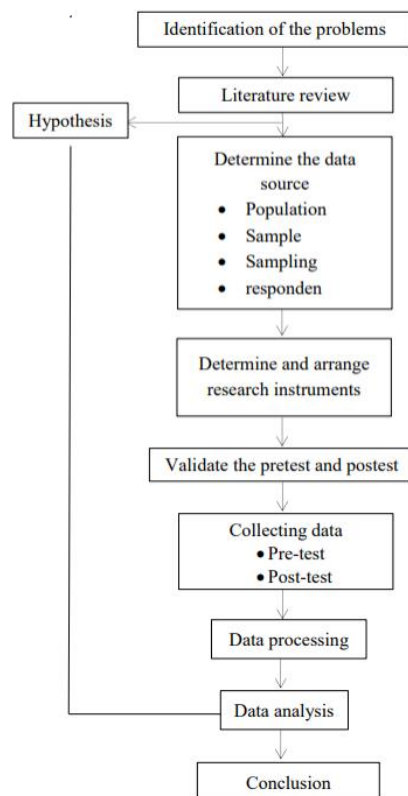 Identification of the problems
Literature review
Hypothesis
Determine the data
source
• Population
• Sample
• Sampling
• responden
Determine and arrange
research instruments
Validate the pretest and postest
Collecting data
• Pre-test
• Post-test
Data processing
Data analysis
Conclusion